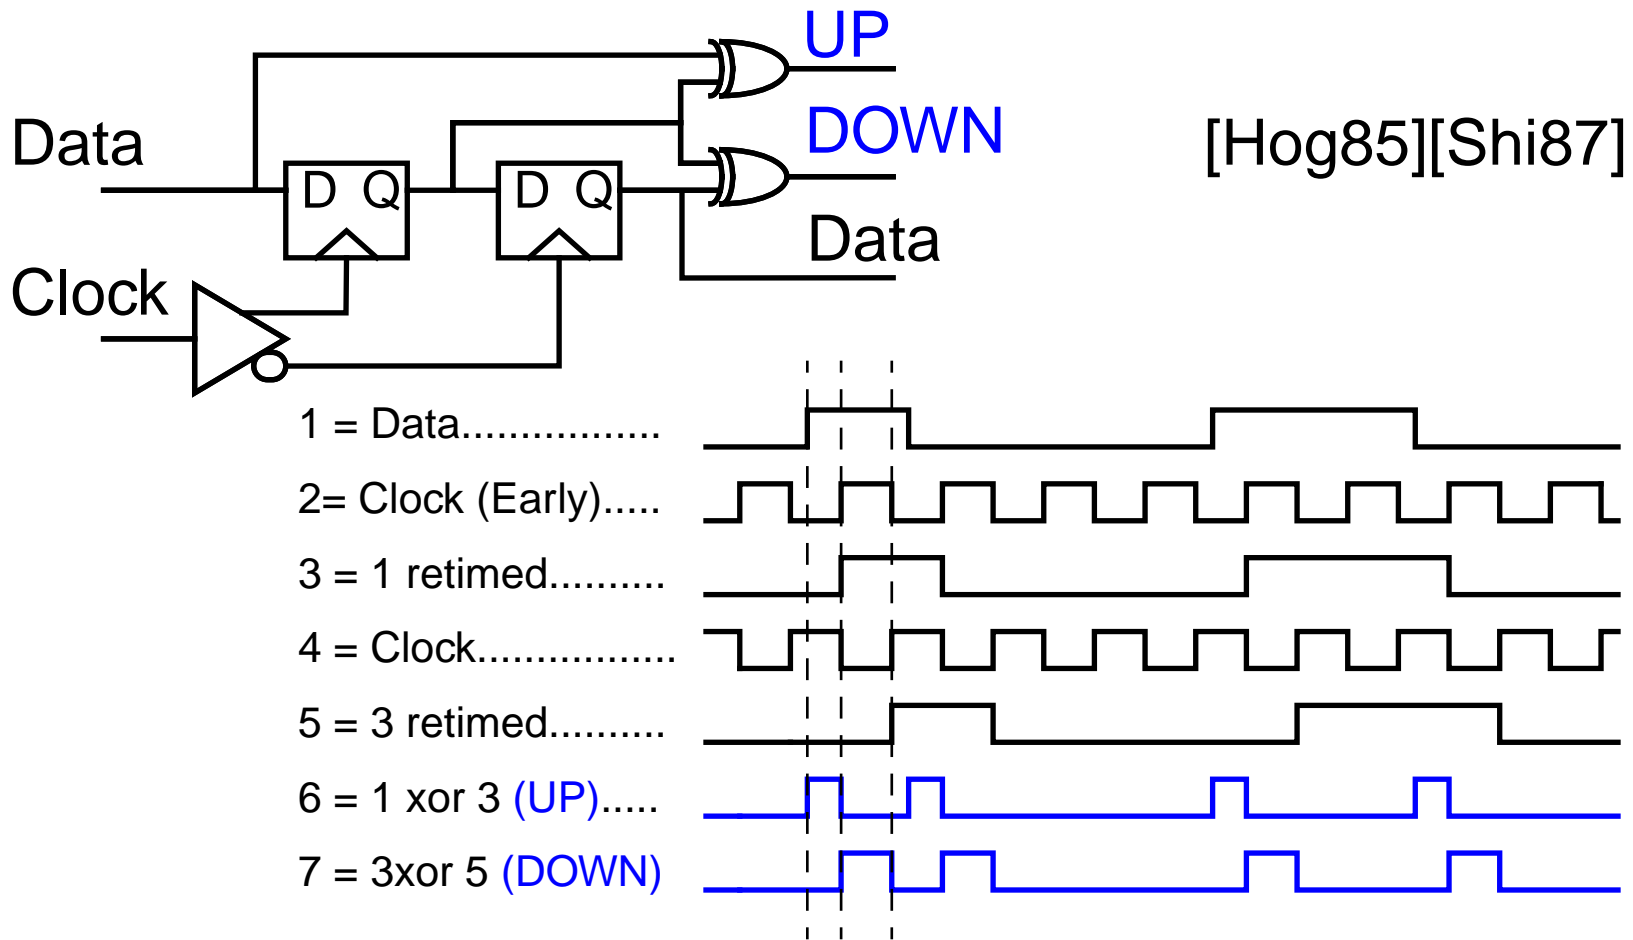 UP
DOWN
[Hog85][Shi87]
Data
D Q
D Q
Data
Clock
1 = Data.................
2= Clock (Early).....
3 = 1 retimed..........
4 = Clock.................
5 = 3 retimed..........
6 = 1 xor 3 (UP).....
7 = 3xor 5 (DOWN)